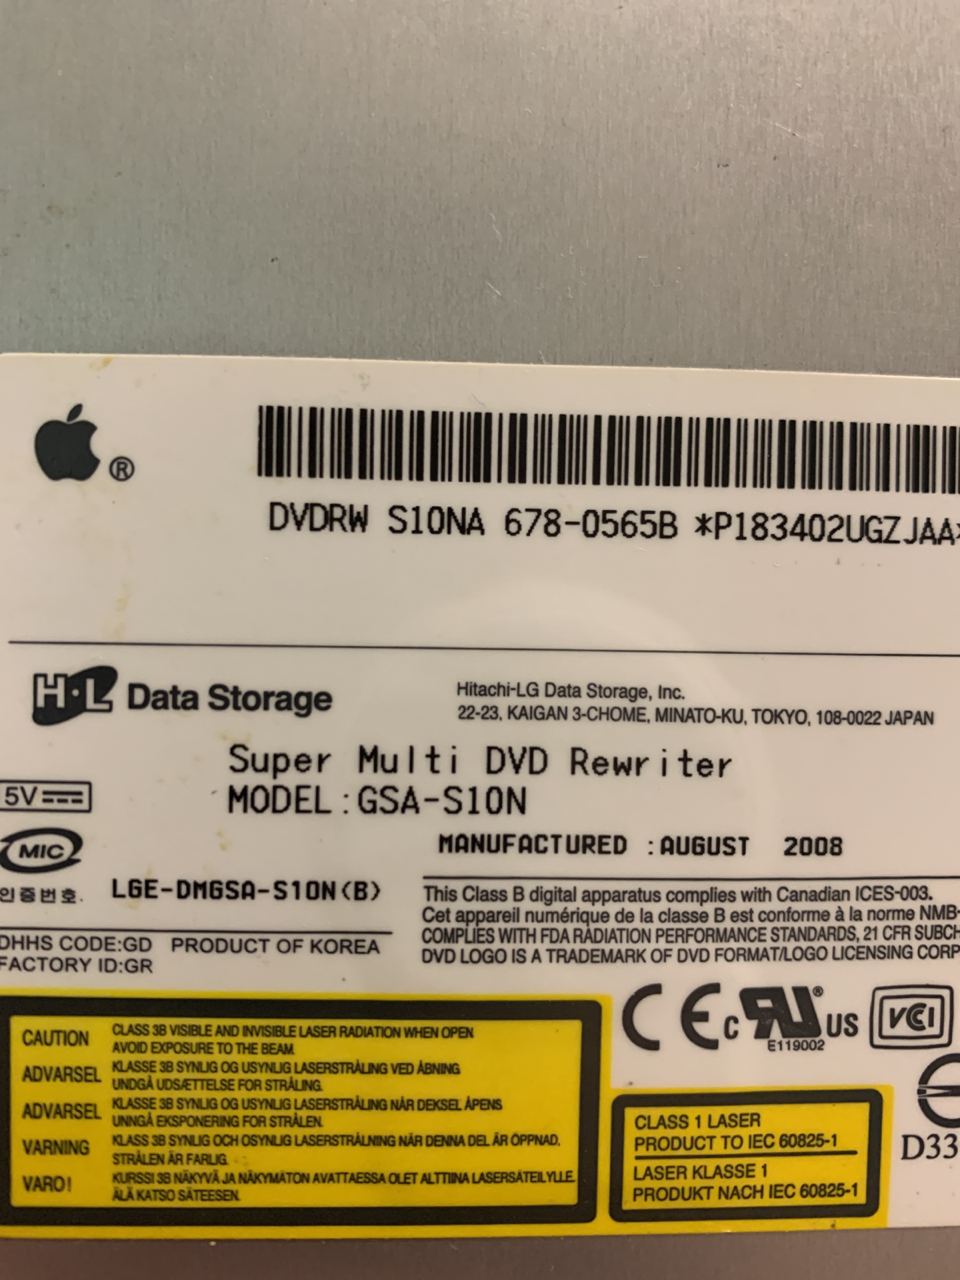 ®
DVDRW S10NA 678-0565B *P183402UGZJAA*
H·L Data Storage
Hitachi-LG Data Storage, Inc.
22-23, KAIGAN 3-CHOME, MINATO-KU, TOKYO, 108-0022 JAPAN
Super Multi DVD Rewriter
5V
MODEL:GSA-S10N
MIC
MANUFACTURED :AUGUST 2008
인증번호. LGE-DMGSA-S10N(B)
This Class B digital apparatus complies with Canadian ICES-003.
Cet appareil numérique de la classe B est conforme à la norme NMB-
COMPLIES WITH FDA RADIATION PERFORMANCE STANDARDS, 21 CFR SUBCH
DVD LOGO IS A TRADEMARK OF DVD FORMAT/LOGO LICENSING CORP
DHHS CODE:GD PRODUCT OF KOREA
FACTORY ID:GR
CAUTION CLASS 3B VISIBLE AND INVISIBLE LASER RADIATION WHEN OPEN
AVOID EXPOSURE TO THE BEAM.
ADVARSEL KLASSE 3B SYNLIG OG USYNLIG LASERSTRÅLING VED ÅBNING
UNDGÅ UDSÆTTELSE FOR STRÅLING.
ADVARSEL KLASSE 3B SYNLIG OG USYNLIG LASERSTRÅLING NÅR DEKSEL ÅPENS
UNNGÅ EKSPONERING FOR STRÅLEN.
VARNING KLASS 3B SYNLIG OCH OSYNLIG LASERSTRÅLNING NÄR DENNA DEL ÄR ÖPPNAD.
STRÅLEN ÄR FARLIG.
VARO! KURSSI 3B NÄKYVÄ JA NÄKYMÄTON AVATTAESSA OLET ALTTIINA LASERSÄTEILYLLE.
ÄLÄ KATSO SÄTEESEN.
CE c RU ® US
E119002
VCCI
CLASS 1 LASER
PRODUCT TO IEC 60825-1
LASER KLASSE 1
PRODUKT NACH IEC 60825-1
D33